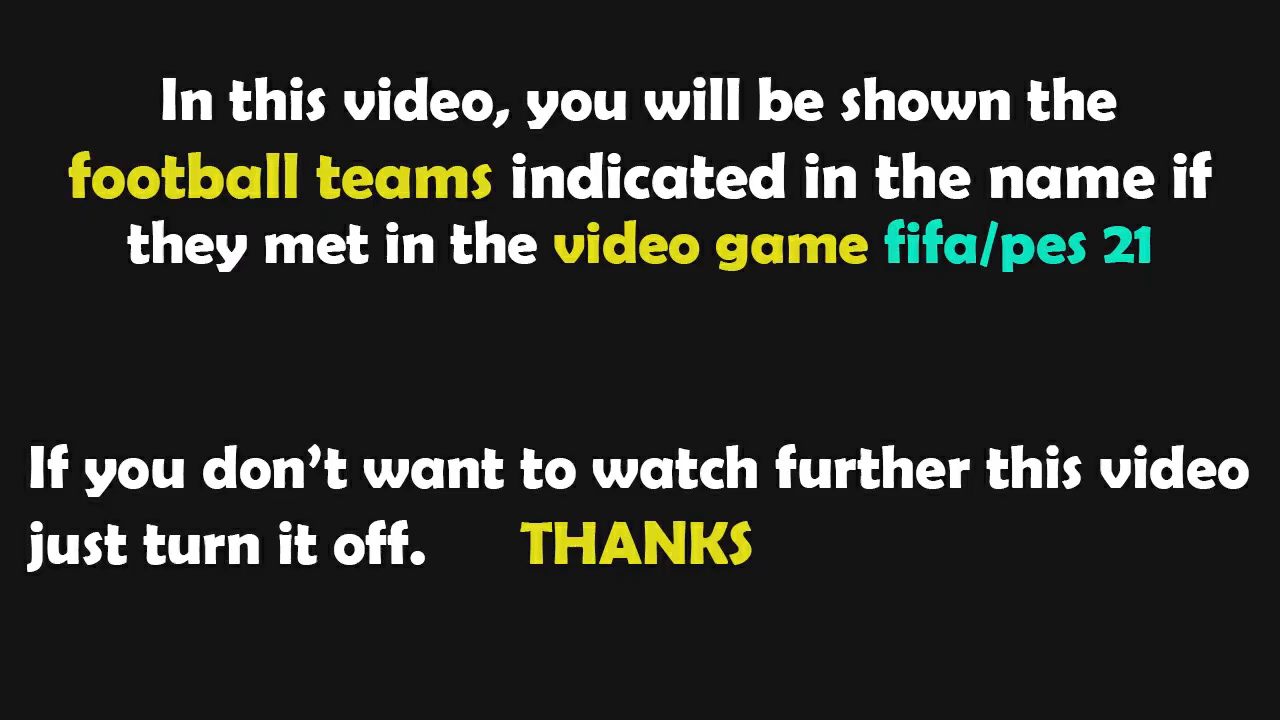 In this video, you will be shown the
football teams indicated in the name if
they met in the video game fifa/pes 21
If you don’t want to watch further this video
just turn it off. THANKS